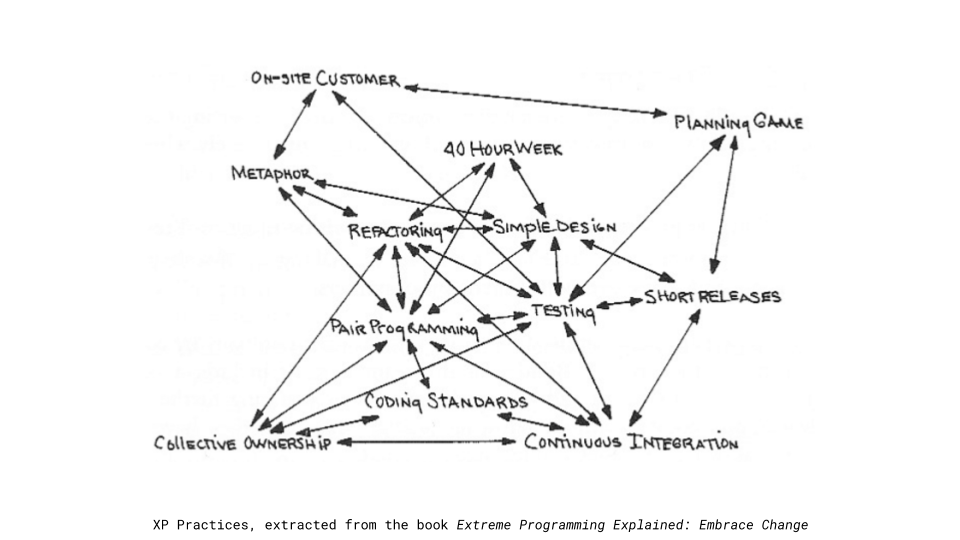 ON-SITE CUSTOMER
PLANNING GAME
40 HOUR WEEK
METAPHOR
REFACTORING
SIMPLE DESIGN
SHORT RELEASES
TESTING
PAIR PROGRAMMING
CODING STANDARDS
COLLECTIVE OWNERSHIP
CONTINUOUS INTEGRATION
XP Practices, extracted from the book Extreme Programming Explained: Embrace Change